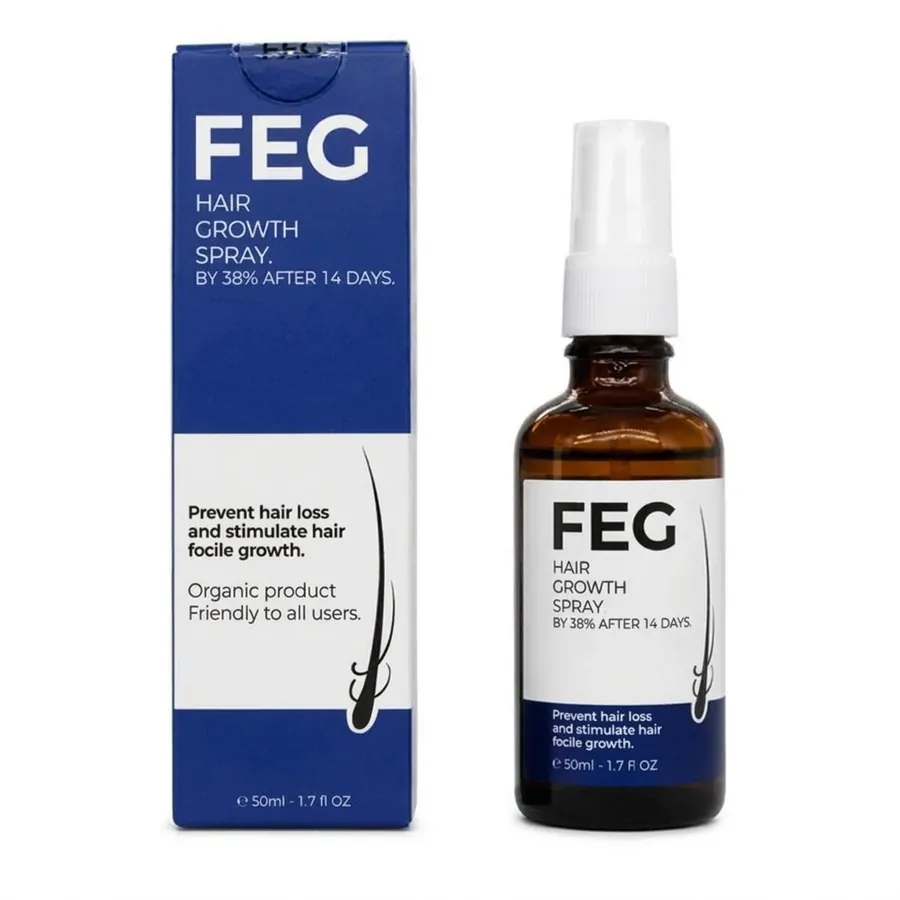 FEG
FEG
HAIR
GROWTH
SPRAY.
BY 38% AFTER 14 DAYS.
Prevent hair loss
and stimulate hair
focile growth.
Organic product
Friendly to all users.
℮ 50ml - 1.7 fl OZ
FEG
HAIR
GROWTH
SPRAY
BY 38% AFTER 14 DAYS.
Prevent hair loss
and stimulate hair
focile growth.
℮ 50ml - 1.7 fl OZ